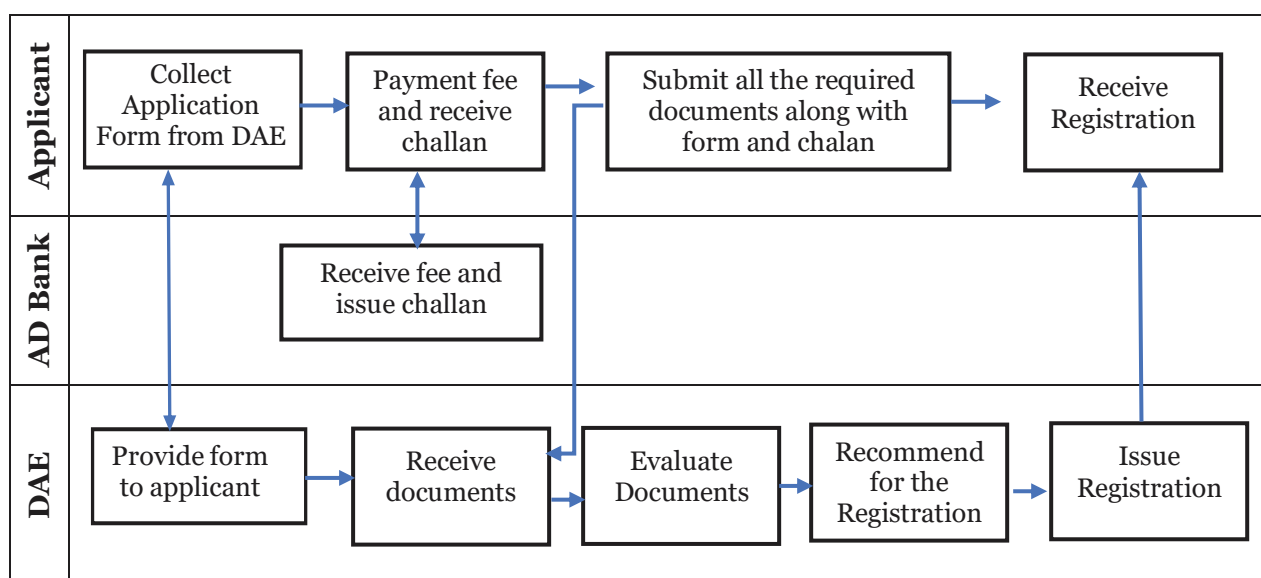 Applicant
Collect
Application
Form from DAE
Payment fee
and receive
challan
Submit all the required
documents along with
form and chalan
Receive
Registration
AD Bank
Receive fee and
issue challan
DAE
Provide form
to applicant
Receive
documents
Evaluate
Documents
Recommend
for the
Registration
Issue
Registration